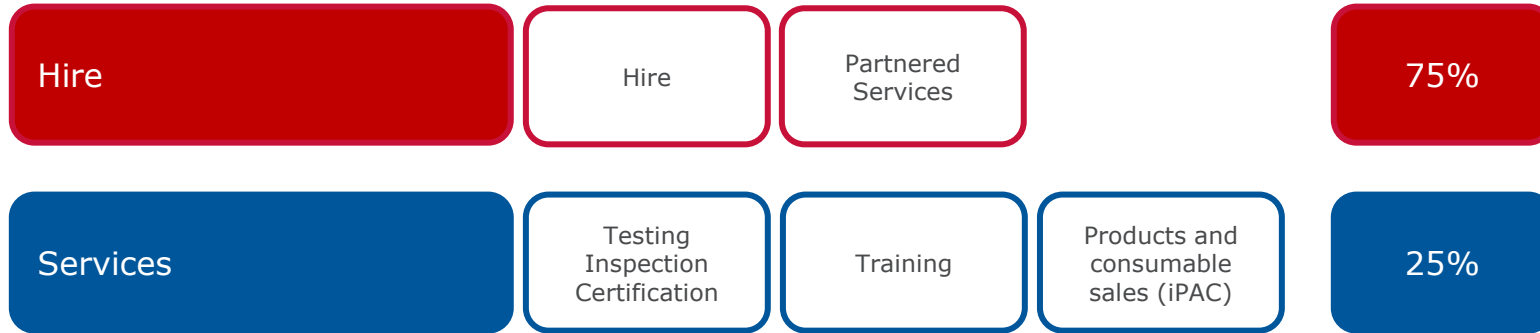 Hire
Hire
Partnered
Services
75%
Services
Testing
Inspection
Certification
Training
Products and
consumable
sales (iPAC)
25%